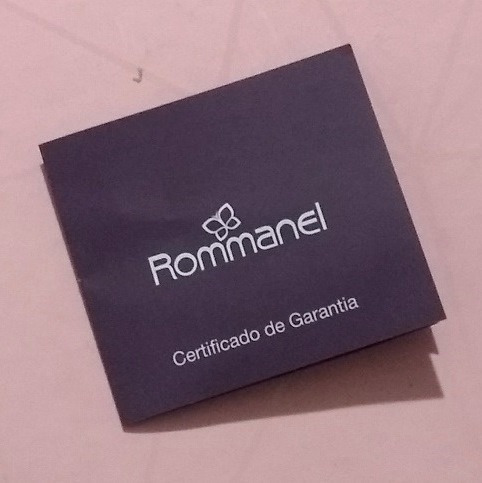 Rommanel
Certificado de Garantia